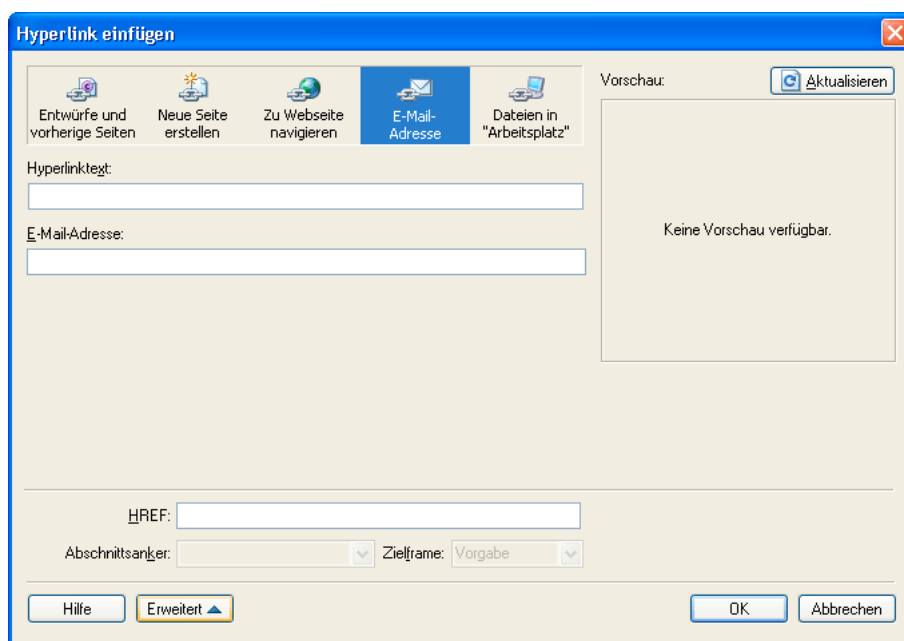 Hyperlink einfügen
Entwürfe und
vorherige Seiten
Neue Seite
erstellen
Zu Webseite
navigieren
E-Mail-
Adresse
Dateien in
"Arbeitsplatz"
Vorschau:
Aktualisieren
Hyperlinktext:
E-Mail-Adresse:
Keine Vorschau verfügbar.
HREF:
Abschnittsanker:
Zielframe:
Vorgabe
Hilfe
Erweitert
OK
Abbrechen